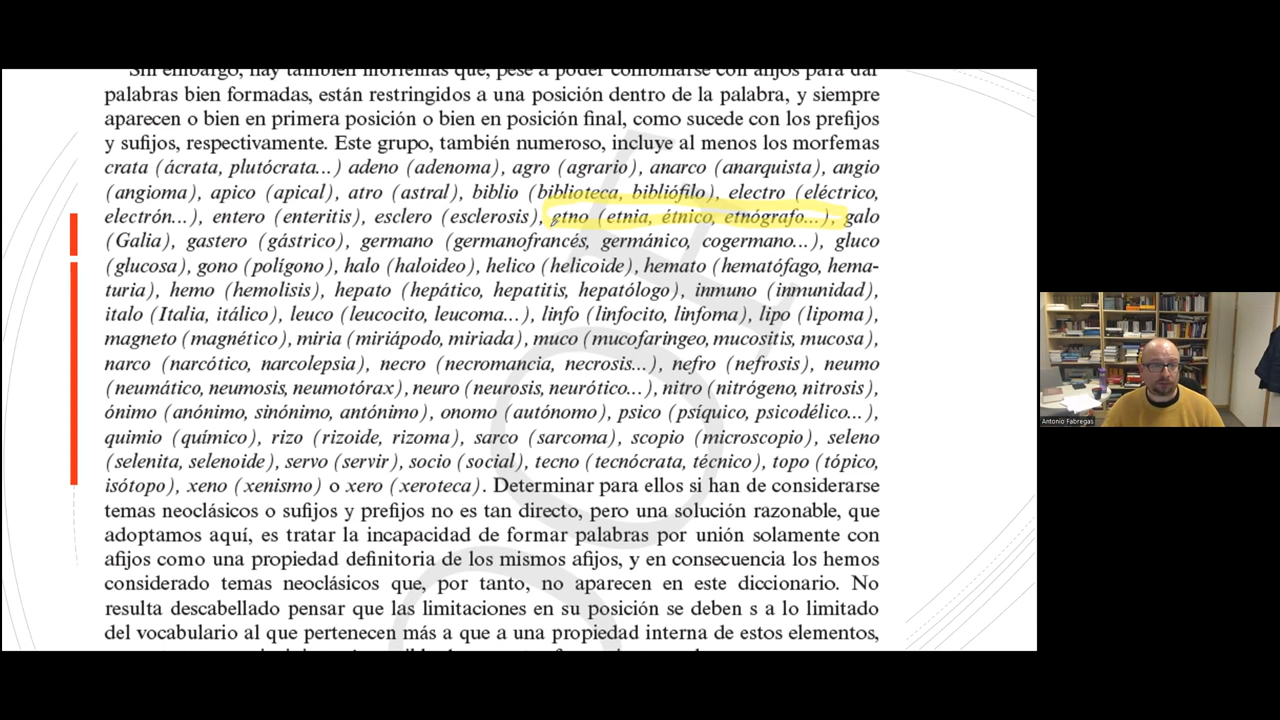 Sin embargo, hay también morfemas que, pese a poder combinarse con afijos para dar
palabras bien formadas, están restringidos a una posición dentro de la palabra, y siempre
aparecen o bien en primera posición o bien en posición final, como sucede con los prefijos
y sufijos, respectivamente. Este grupo, también numeroso, incluye al menos los morfemas
crata (ácrata, plutócrata...) adeno (adenoma), agro (agrario), anarco (anarquista), angio
(angioma), apico (apical), atro (astral), biblio (biblioteca, bibliófilo), electro (eléctrico,
electrón...), entero (enteritis), esclero (esclerosis), etno (etnia, étnico, etnógrafo...), galo
(Galia), gastero (gástrico), germano (germanofrancés, germánico, cogermano...), gluco
(glucosa), gono (polígono), halo (haloideo), helico (helicoide), hemato (hematófago, hema-
turia), hemo (hemolisis), hepato (hepático, hepatitis, hepatólogo), inmuno (inmunidad),
italo (Italia, itálico), leuco (leucocito, leucoma...), linfo (linfocito, linfoma), lipo (lipoma),
magneto (magnético), miria (miriápodo, miriada), muco (mucofaringeo, mucositis, mucosa),
narco (narcótico, narcolepsia), necro (necromancia, necrosis...), nefro (nefrosis), neumo
(neumático, neumosis, neumotórax), neuro (neurosis, neurótico...), nitro (nitrógeno, nitrosis),
ónimo (anónimo, sinónimo, antónimo), onomo (autónomo), psico (psíquico, psicodélico...),
quimio (químico), rizo (rizoide, rizoma), sarco (sarcoma), scopio (microscopio), seleno
(selenita, selenoide), servo (servir), socio (social), tecno (tecnócrata, técnico), topo (tópico,
isótopo), xeno (xenismo) o xero (xeroteca). Determinar para ellos si han de considerarse
temas neoclásicos o sufijos y prefijos no es tan directo, pero una solución razonable, que
adoptamos aquí, es tratar la incapacidad de formar palabras por unión solamente con
afijos como una propiedad definitoria de los mismos afijos, y en consecuencia los hemos
considerado temas neoclásicos que, por tanto, no aparecen en este diccionario. No
resulta descabellado pensar que las limitaciones en su posición se deben s a lo limitado
del vocabulario al que pertenecen más a que a una propiedad interna de estos elementos,
Antonio Fabregas